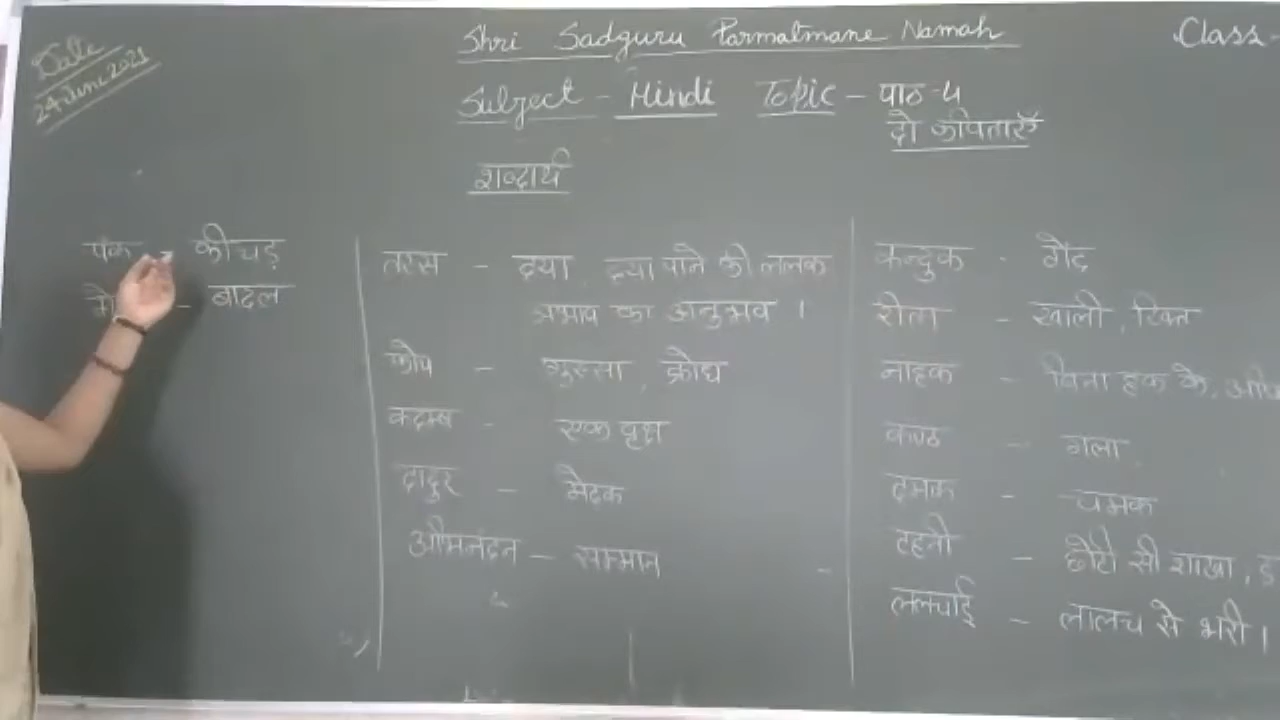 Date
24 June 2021
Shri Sadguru Parmatmane Namah
Class-
Subject - Hindi Topic - पाठ-4
दो कविताएँ
शब्दार्थ
पंक - कीचड़
- बादल
तरस - दया, दया पाने की ललक
अभाव का अनुभव ।
कोप - गुस्सा, क्रोध
कदम्ब - एक वृक्ष
दादुर - मेंढक
अभिनंदन - सम्मान
कन्दुक - गेंद
रीता - खाली, रिक्त
नाहक - बिना हक के,
कण्ठ - गला
दमक - चमक
टहनी - छोटी सी शाखा,
ललचाई - लालच से भरी ।